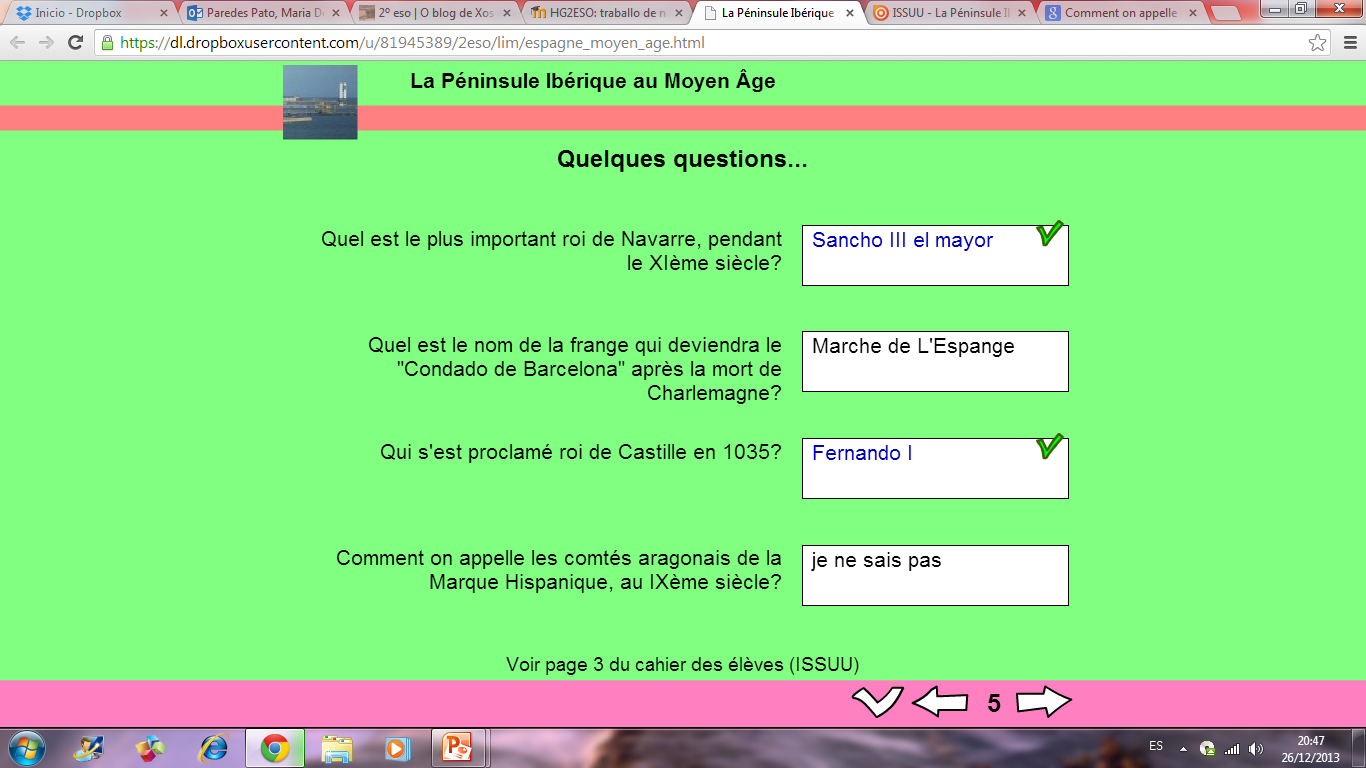 Inicio - Dropbox
Paredes Pato, Maria D
2º eso | O blog de Xos
HG2ESO: traballo de n
La Péninsule Ibérique
ISSUU - La Péninsule I
Comment on appelle
https://dl.dropboxusercontent.com/u/81945389/2eso/lim/espagne_moyen_age.html
La Péninsule Ibérique au Moyen Âge
Quelques questions...
Quel est le plus important roi de Navarre, pendant
le XIème siècle?
Sancho III el mayor
Quel est le nom de la frange qui deviendra le
"Condado de Barcelona" après la mort de
Charlemagne?
Marche de L'Espange
Qui s'est proclamé roi de Castille en 1035?
Fernando I
Comment on appelle les comtés aragonais de la
Marque Hispanique, au IXème siècle?
je ne sais pas
Voir page 3 du cahier des élèves (ISSUU)
5
ES
20:47
26/12/2013